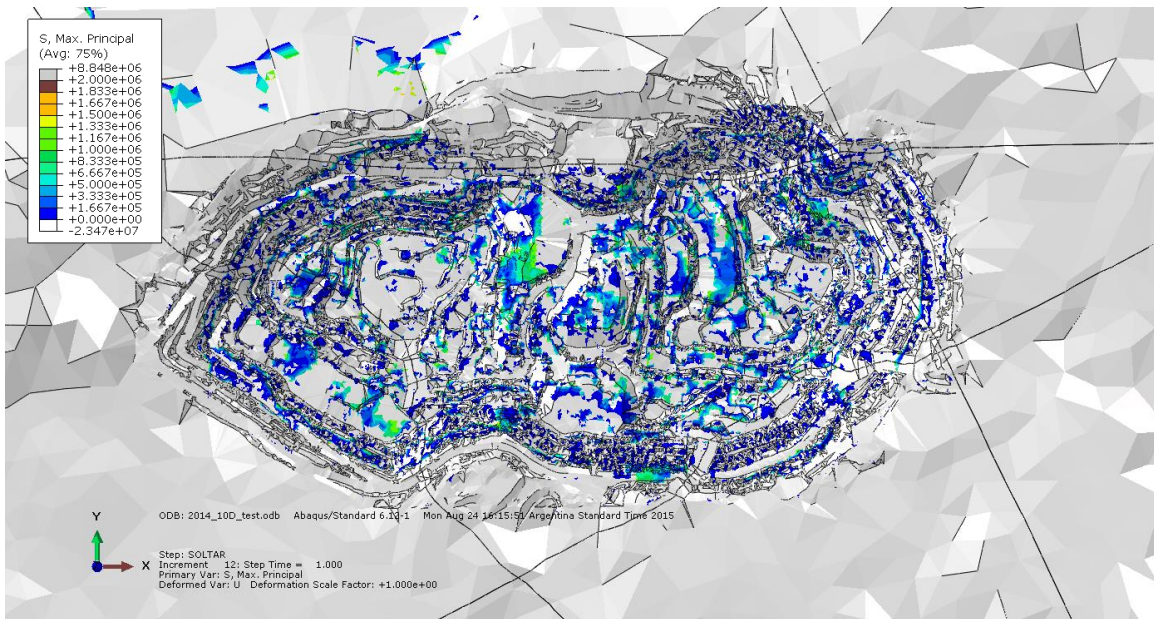 S, Max. Principal
(Avg: 75%)
+8.848e+06
+2.000e+06
+1.833e+06
+1.667e+06
+1.500e+06
+1.333e+06
+1.167e+06
+1.000e+06
+8.333e+05
+6.667e+05
+5.000e+05
+3.333e+05
+1.667e+05
+0.000e+00
-2.347e+07
Y
X
ODB: 2014_10D_test.odb Abaqus/Standard 6.12-1 Mon Aug 24 16:15:51 Argentina Standard Time 2015
Step: SOLTAR
Increment 12: Step Time = 1.000
Primary Var: S, Max. Principal
Deformed Var: U Deformation Scale Factor: +1.000e+00